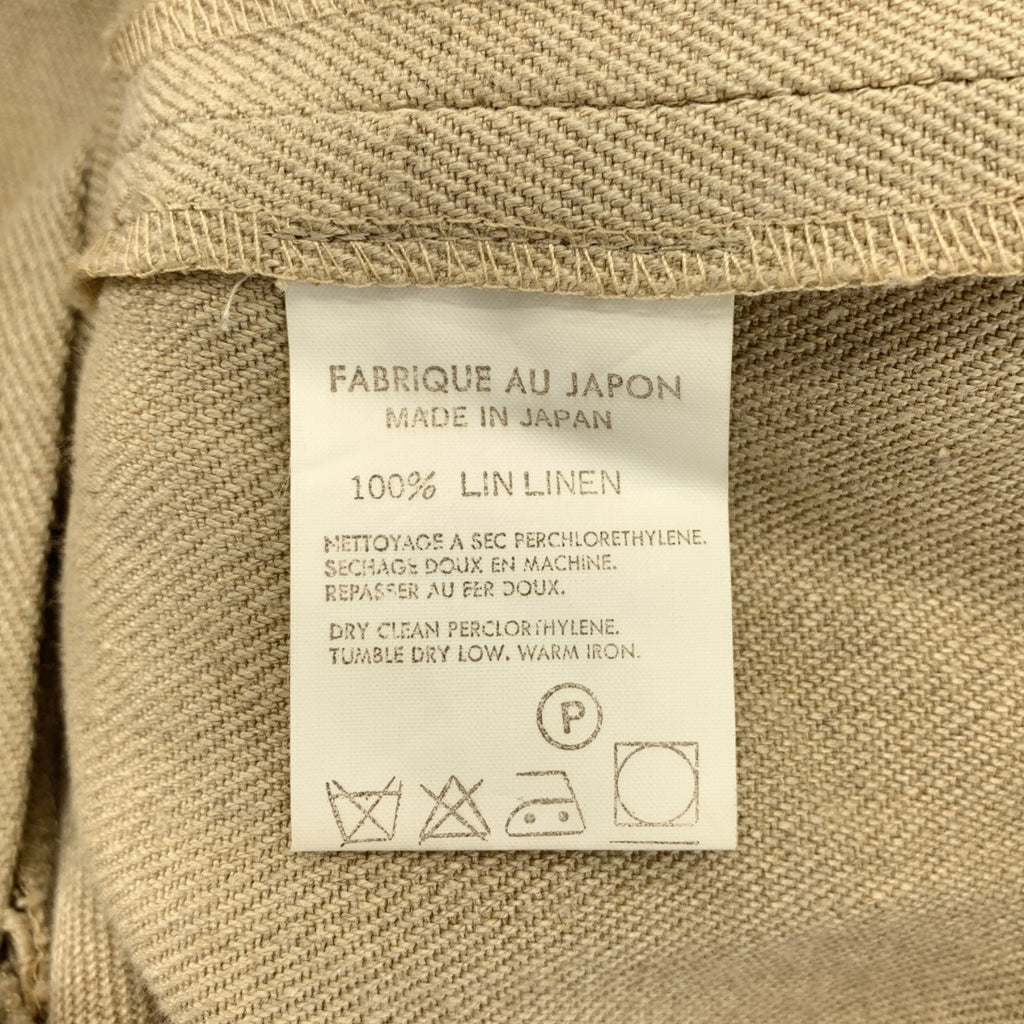 FABRIQUE AU JAPON
MADE IN JAPAN
100% LIN LINEN
NETTOYAGE A SEC PERCHLORETHYLENE.
SECHAGE DOUX EN MACHINE.
REPASSER AU FER DOUX.
DRY CLEAN PERCLORTHYLENE.
TUMBLE DRY LOW. WARM IRON.
P